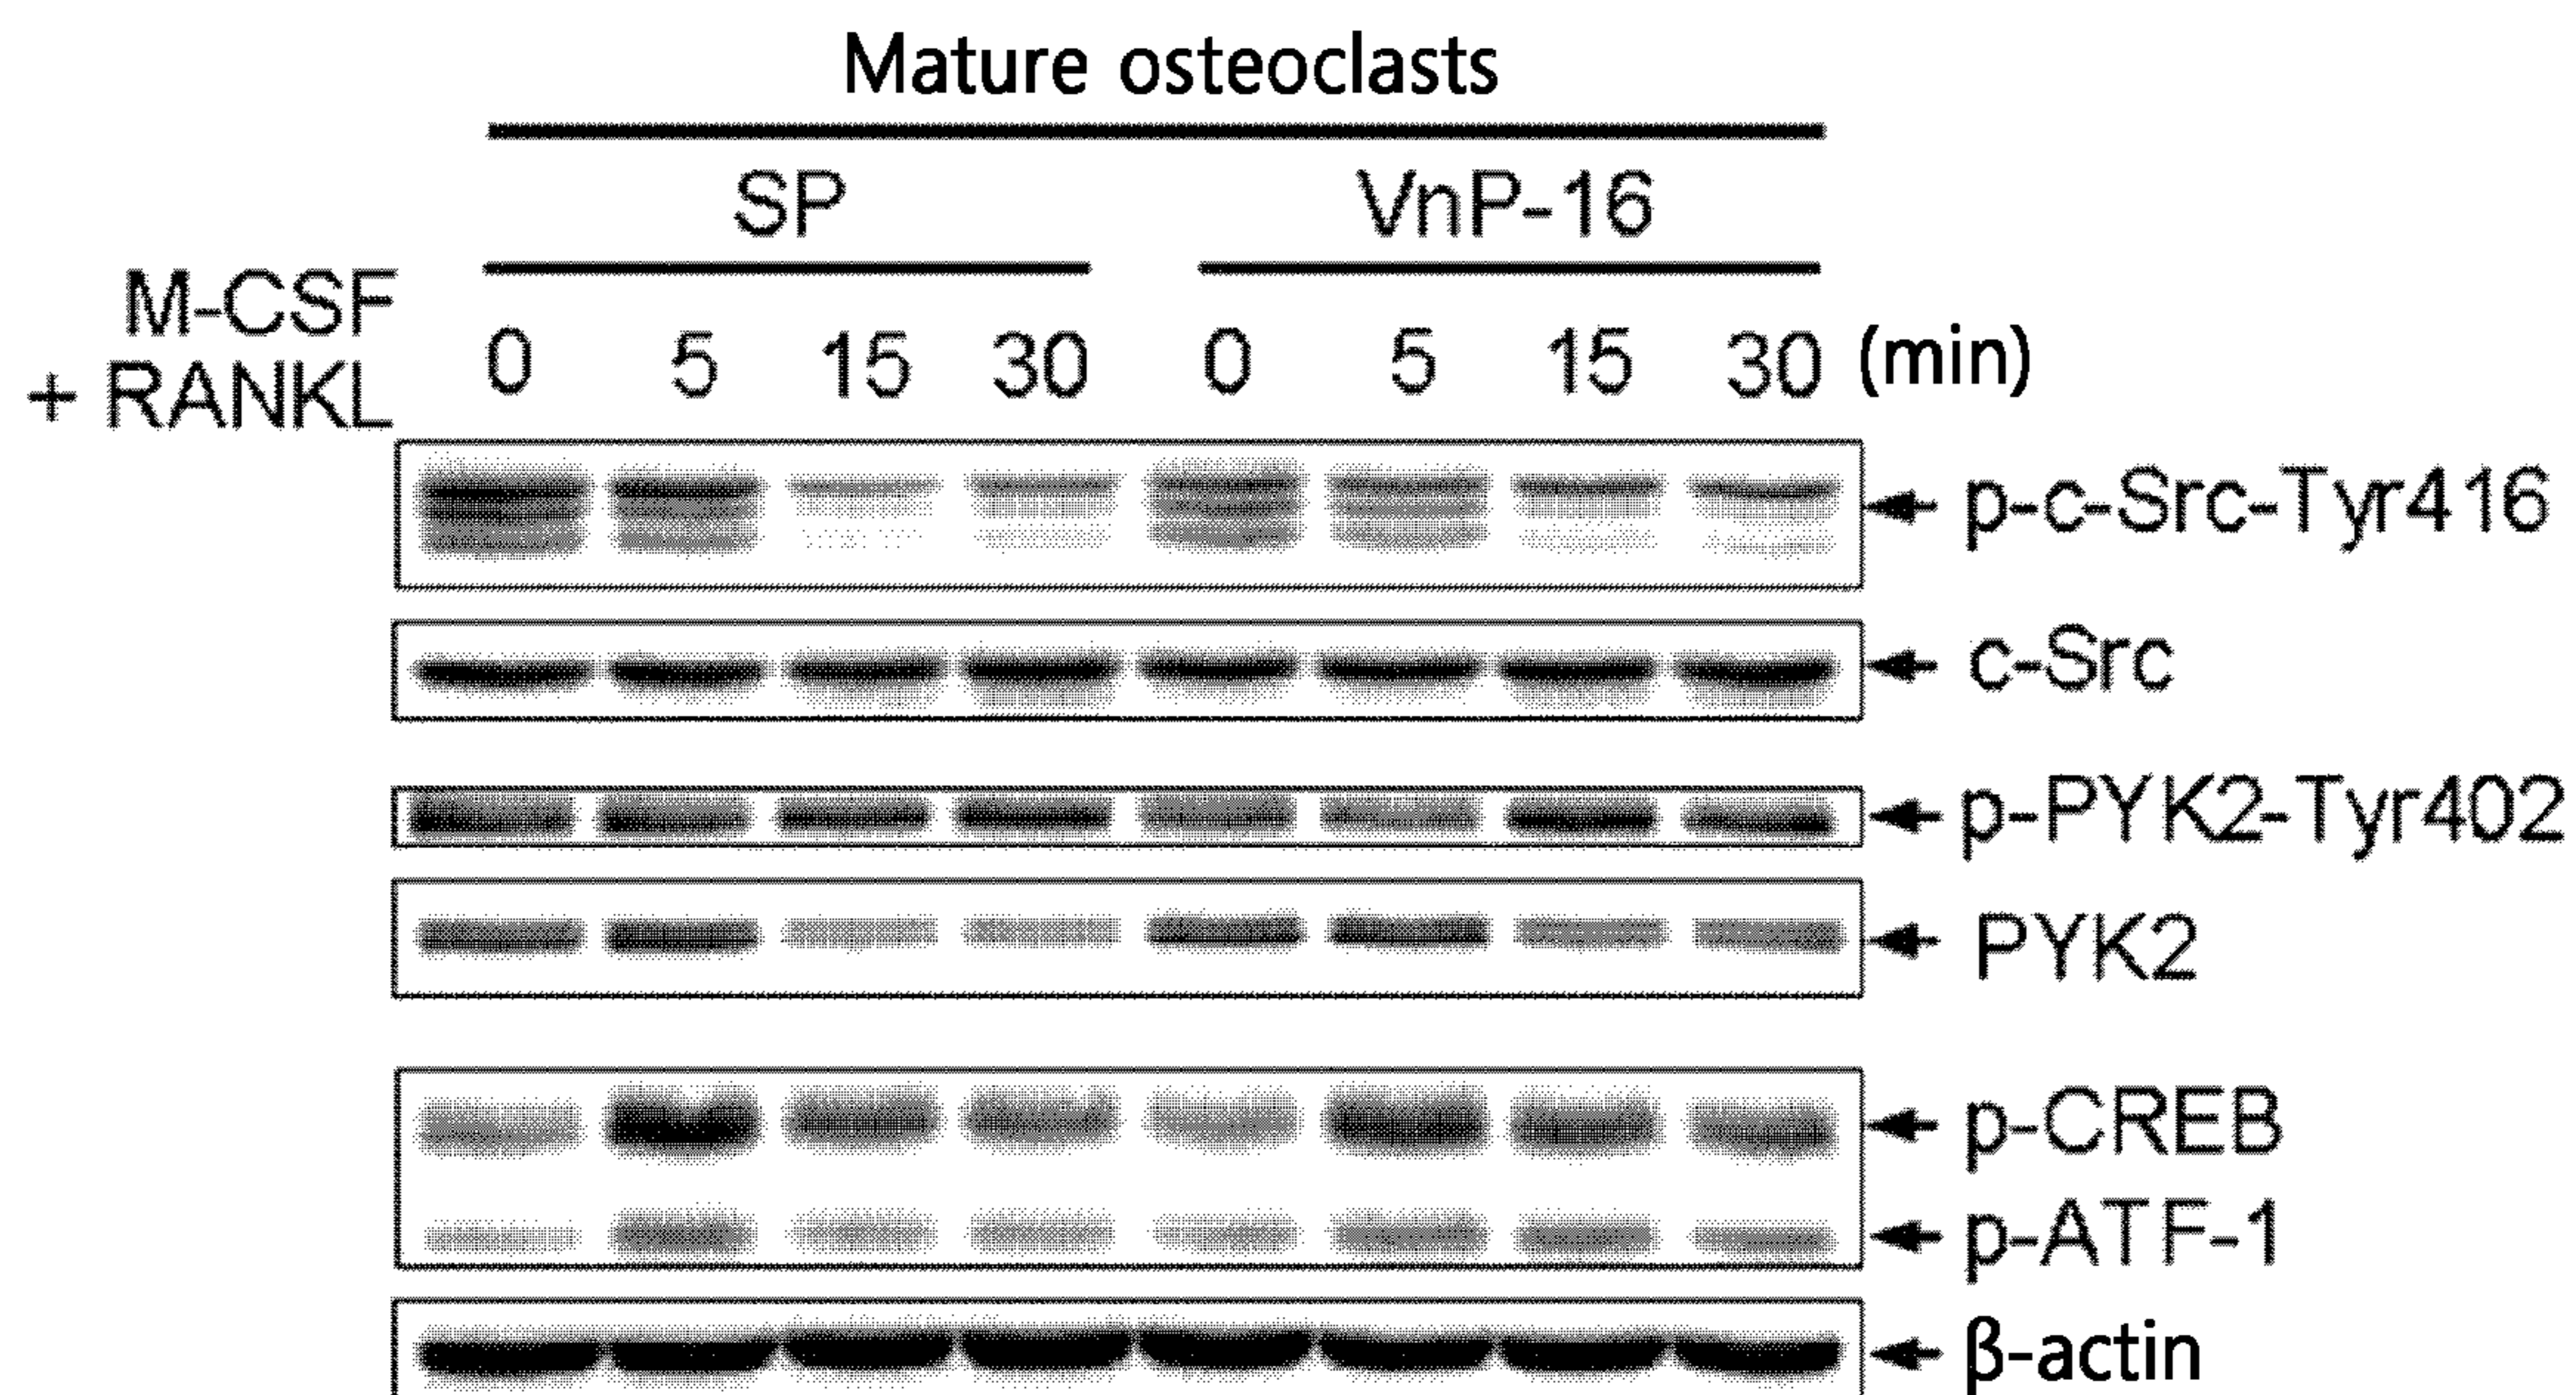 Mature osteoclasts
SP VnP-16
M-CSF
+ RANKL 0 5 15 30 0 5 15 30 (min)
p-c-Src-Tyr416
c-Src
p-PYK2-Tyr402
PYK2
p-CREB
p-ATF-1
β-actin